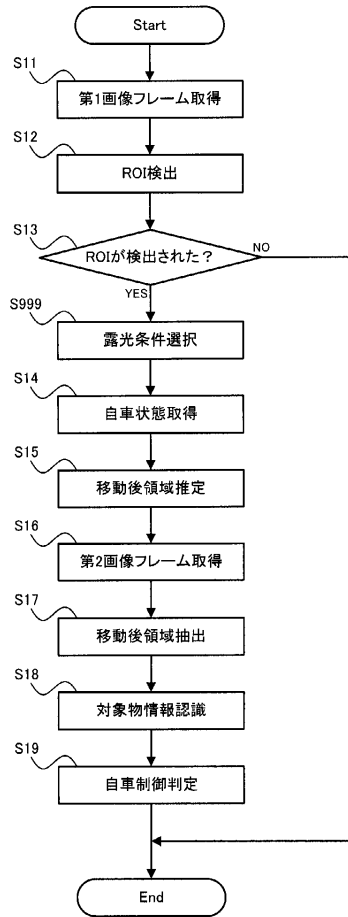 Start
S11
第1画像フレーム取得
S12
ROI検出
S13
ROIが検出された？
NO
YES
S999
露光条件選択
S14
自車状態取得
S15
移動後領域推定
S16
第2画像フレーム取得
S17
移動後領域抽出
S18
対象物情報認識
S19
自車制御判定
End